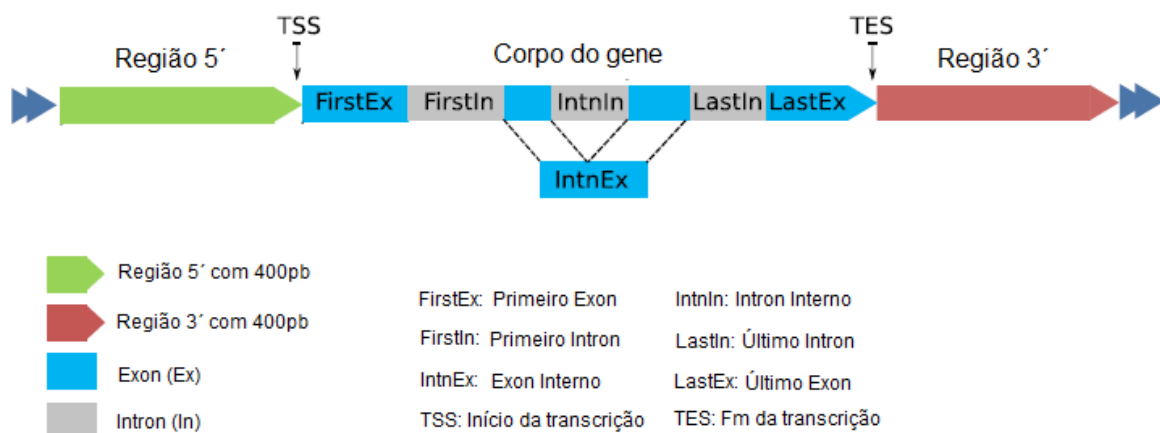 TSS
TES
Região 5´
Corpo do gene
Região 3´
FirstEx
FirstIn
IntnIn
LastIn
LastEx
IntnEx
Região 5´ com 400pb
Região 3´ com 400pb
Exon (Ex)
Intron (In)
FirstEx: Primeiro Exon
FirstIn: Primeiro Intron
IntnEx: Exon Interno
TSS: Início da transcrição
IntnIn: Intron Interno
LastIn: Último Intron
LastEx: Último Exon
TES: Fm da transcrição